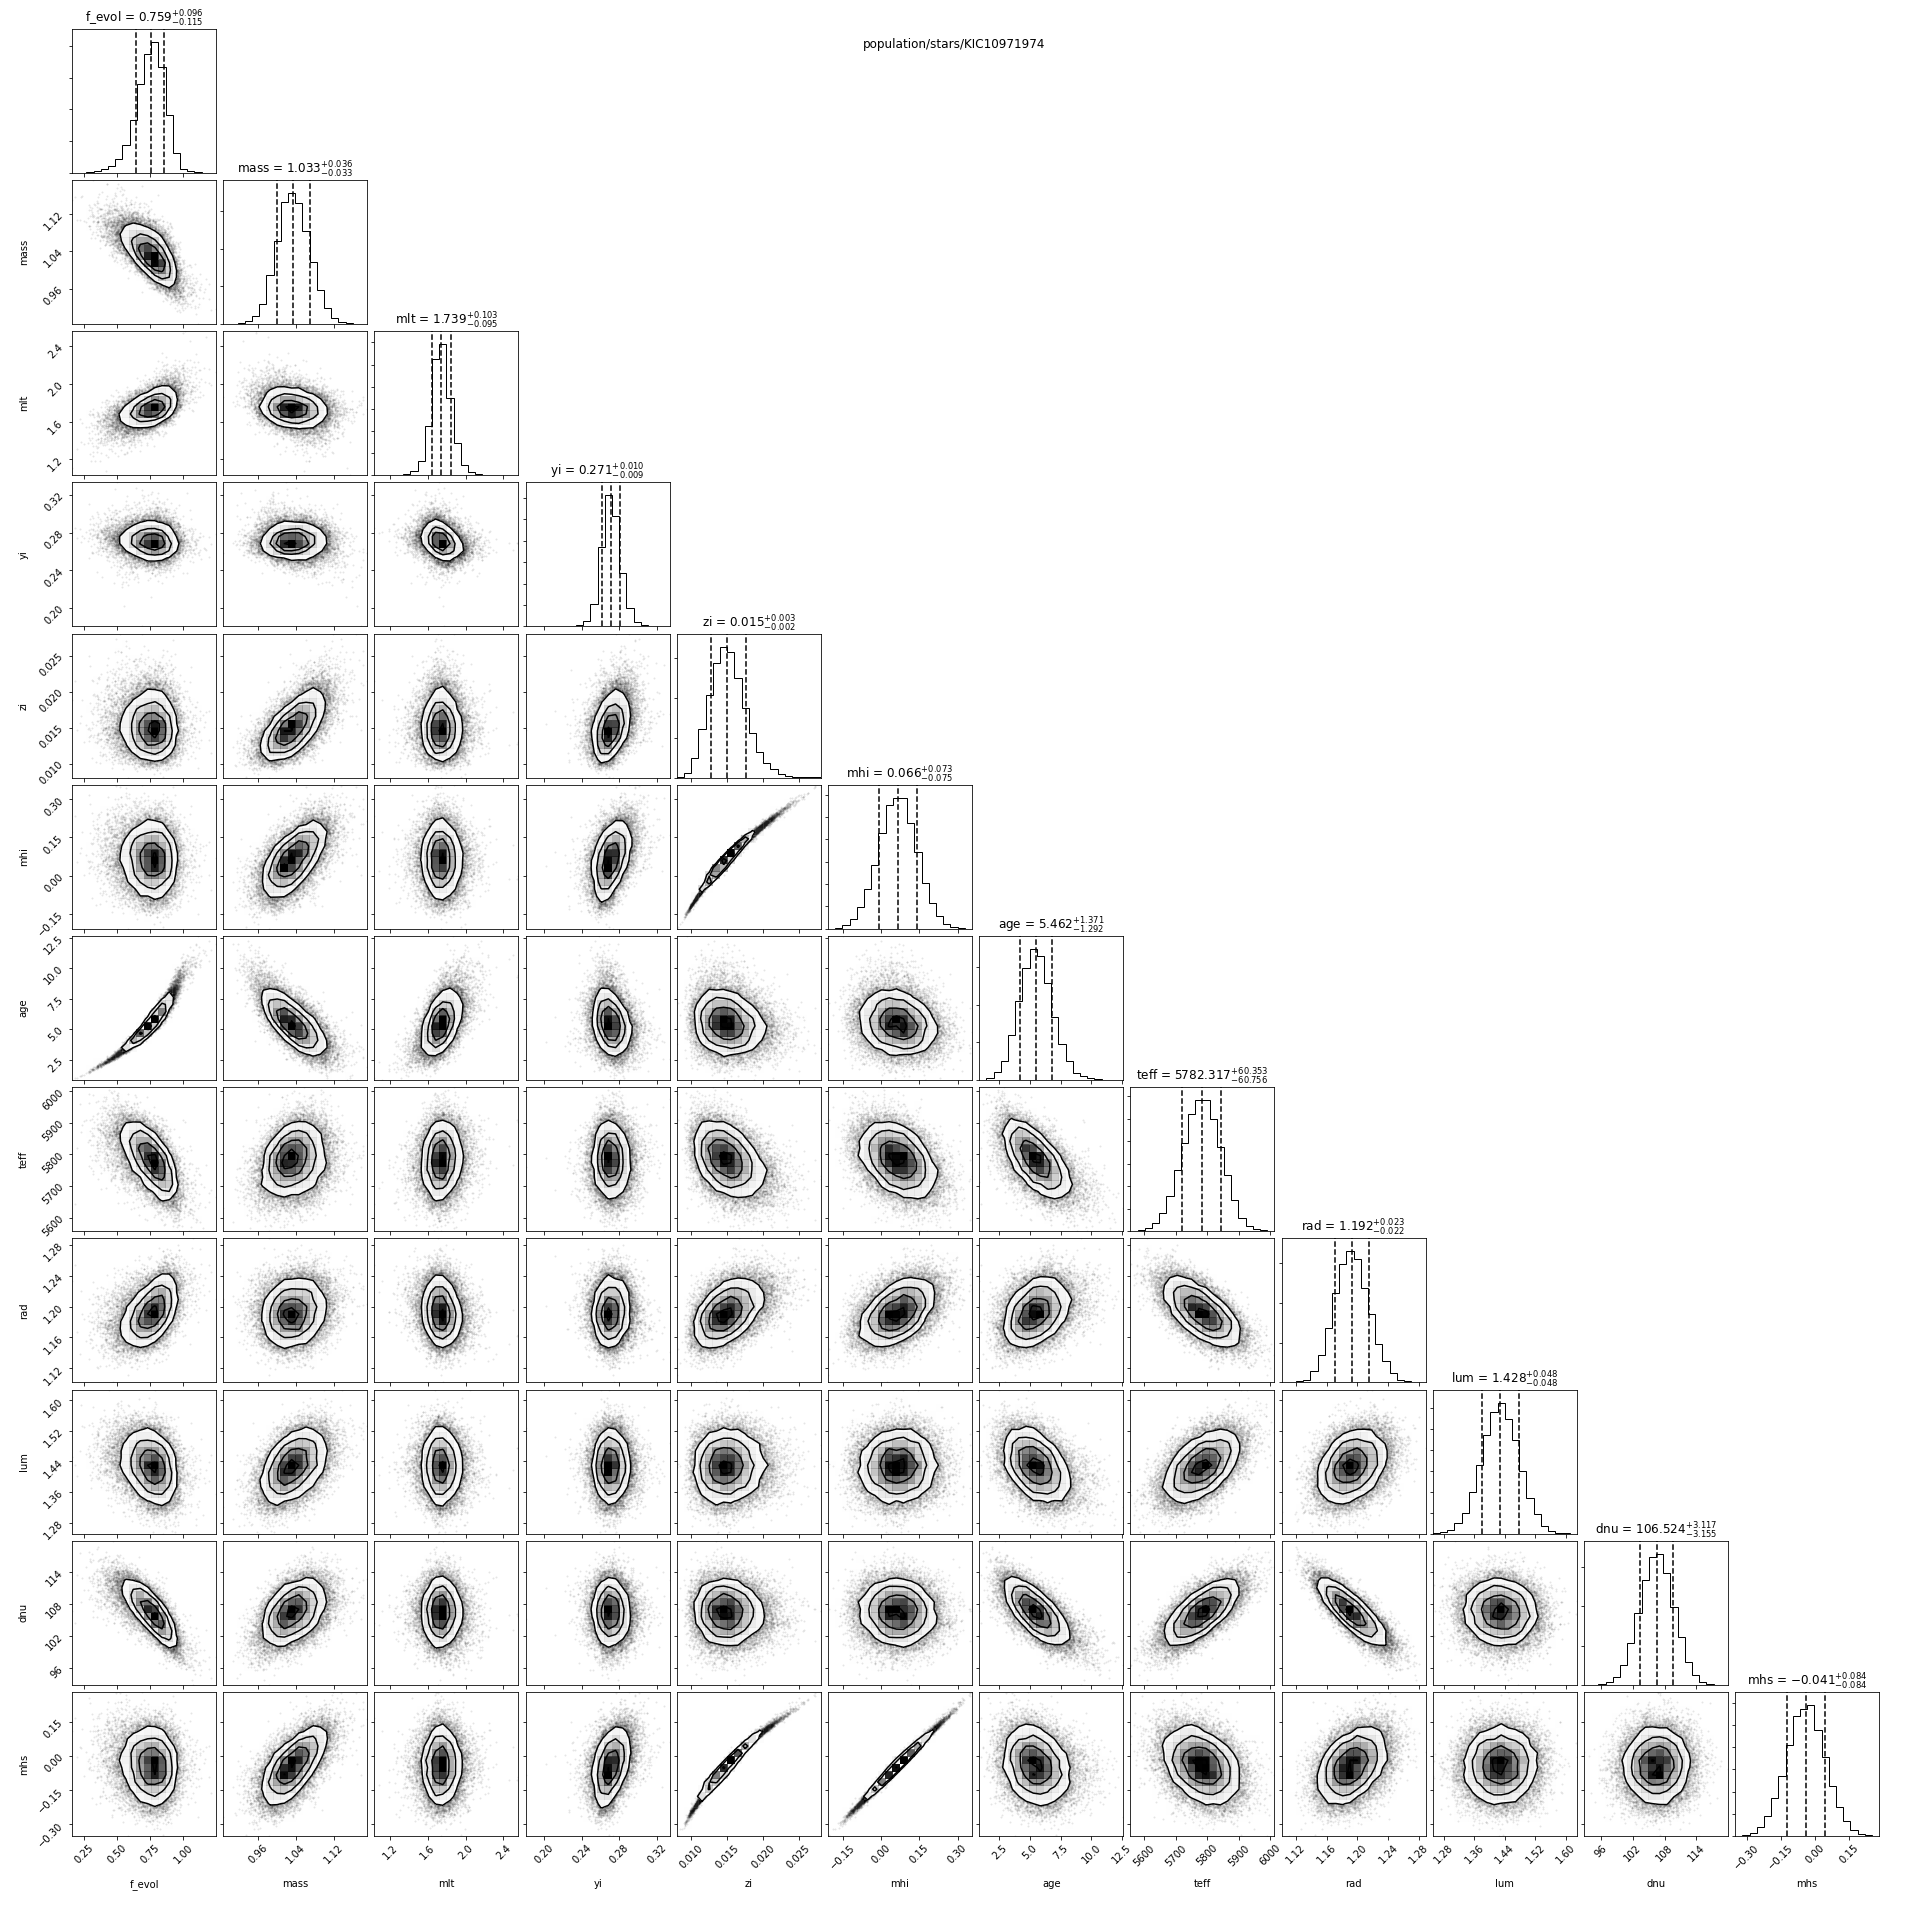 f_evol = 0.759+0.096 −0.115
population/stars/KIC10971974
mass = 1.033+0.036 −0.033
mass
1.12
1.04
0.96
mlt = 1.739+0.103 −0.095
mlt
2.4
2.0
1.6
1.2
yi = 0.271+0.010 −0.009
yi
0.32
0.28
0.24
0.20
zi = 0.015+0.003 −0.002
zi
0.025
0.020
0.015
0.010
mhi = 0.066+0.073 −0.075
mhi
0.30
0.15
0.00
−0.15
age = 5.462+1.371 −1.292
age
12.5
10.0
7.5
5.0
2.5
teff = 5782.317+60.353 −60.756
teff
6000
5900
5800
5700
5600
rad = 1.192+0.023 −0.022
rad
1.28
1.24
1.20
1.16
1.12
lum = 1.428+0.048 −0.048
lum
1.60
1.52
1.44
1.36
1.28
dnu = 106.524+3.117 −3.155
dnu
114
108
102
96
mhs = −0.041+0.084 −0.084
mhs
0.15
0.00
−0.15
−0.30
0.25 0.50 0.75 1.00 0.96 1.04 1.12 1.2 1.6 2.0 2.4 0.20 0.24 0.28 0.32 0.010 0.015 0.020 0.025 −0.15 0.00 0.15 0.30 2.5 5.0 7.5 10.0 12.5 5600 5700 5800 5900 6000 1.12 1.16 1.20 1.24 1.28 1.28 1.36 1.44 1.52 1.60 96 102 108 114 −0.30 −0.15 0.00 0.15
f_evol mass mlt yi zi mhi age teff rad lum dnu mhs